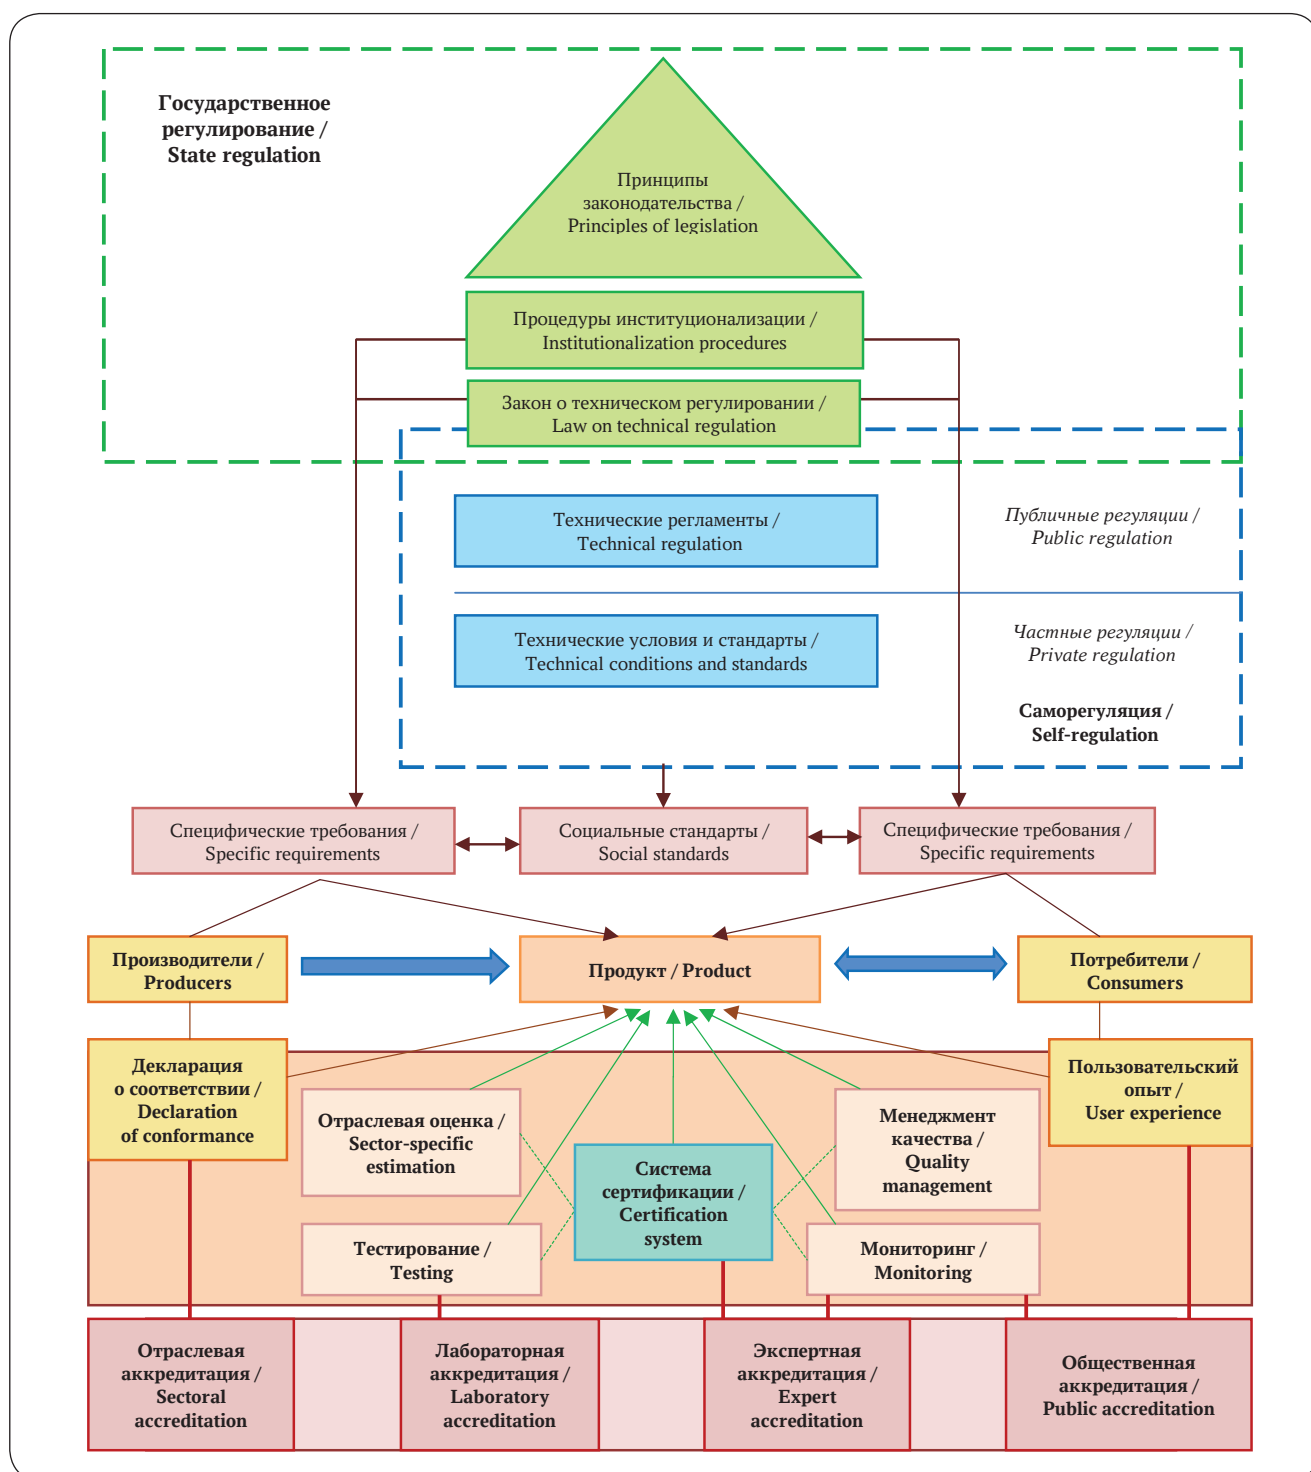 Государственное
регулирование /
State regulation
Принципы
законодательства /
Principles of legislation
Процедуры институционализации /
Institutionalization procedures
Закон о техническом регулировании /
Law on technical regulation
Технические регламенты /
Technical regulation
Публичные регуляции /
Public regulation
Технические условия и стандарты /
Technical conditions and standards
Частные регуляции /
Private regulation
Саморегуляция /
Self-regulation
Специфические требования /
Specific requirements
Социальные стандарты /
Social standards
Специфические требования /
Specific requirements
Производители /
Producers
Продукт / Product
Потребители /
Consumers
Декларация
о соответствии /
Declaration
of conformance
Пользовательский
опыт /
User experience
Отраслевая оценка /
Sector-specific
estimation
Менеджмент
качества /
Quality
management
Система
сертификации /
Certification
system
Тестирование /
Testing
Мониторинг /
Monitoring
Отраслевая
аккредитация /
Sectoral
accreditation
Лабораторная
аккредитация /
Laboratory
accreditation
Экспертная
аккредитация /
Expert
accreditation
Общественная
аккредитация /
Public accreditation